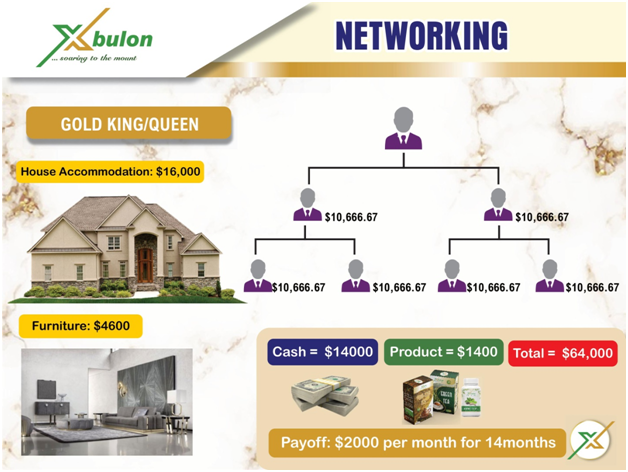 Xbulon
... soaring to the mount
NETWORKING
GOLD KING/QUEEN
House Accommodation: $16,000
$10,666.67
$10,666.67
$10,666.67
$10,666.67
$10,666.67
$10,666.67
Furniture: $4600
Cash = $14000
Product = $1400
Total = $64,000
GREEN
TEA
Payoff: $2000 per month for 14months